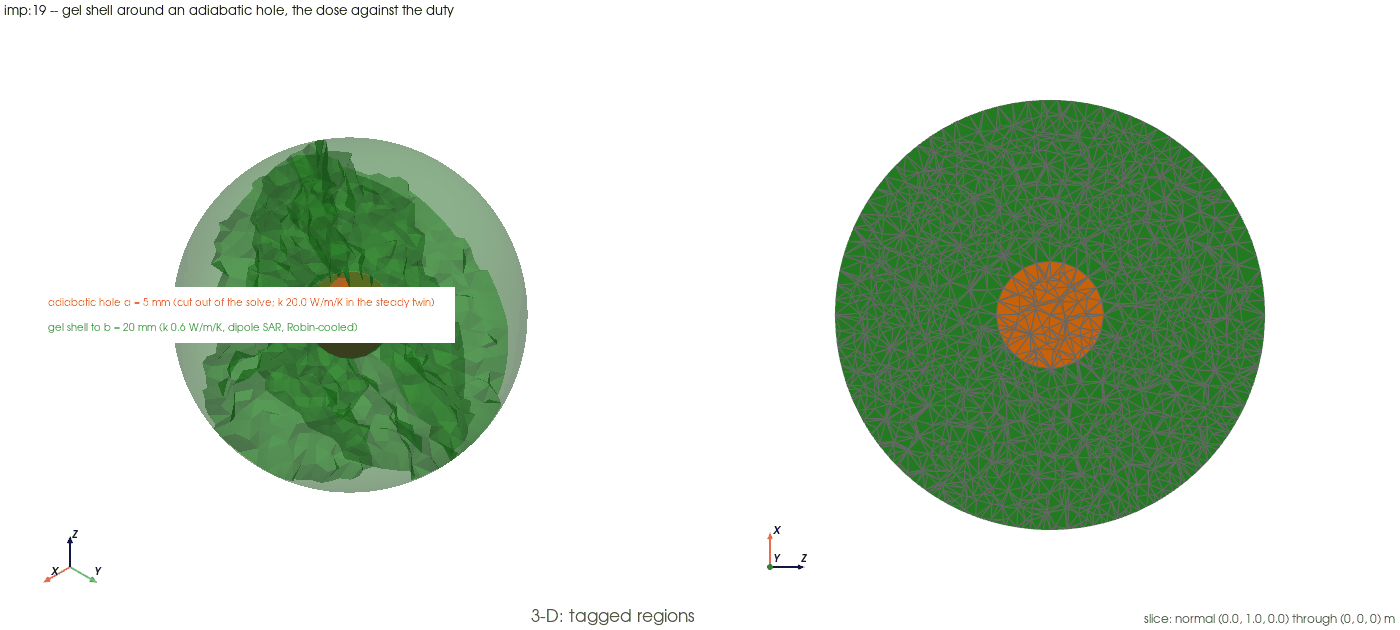 imp:19 -- gel shell around an adiabatic hole, the dose against the duty
adiabatic hole a = 5 mm (cut out of the solve; k 20.0 W/m/K in the steady twin)
gel shell to b = 20 mm (k 0.6 W/m/K, dipole SAR, Robin-cooled)
Z
X
Y
X
Y
Z
3-D: tagged regions
slice: normal (0.0, 1.0, 0.0) through (0, 0, 0) m